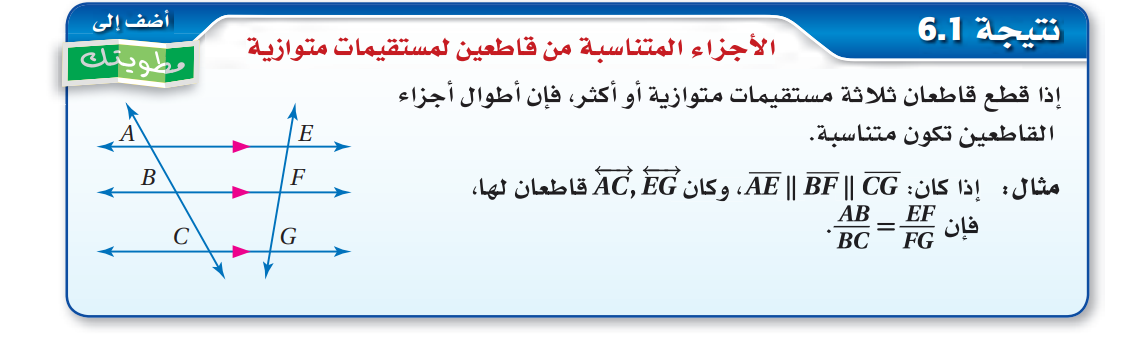 نتيجة 6.1
الأجزاء المتناسبة من قاطعين لمستقيمات متوازية
أضف إلى
مطويتك
إذا قطع قاطعان ثلاثة مستقيمات متوازية أو أكثر، فإن أطوال أجزاء
القاطعين تكون متناسبة.
مثال: إذا كان: AE || BF || CG، وكان AC, EG قاطعان لها،
فإن AB/BC = EF/FG.
A E
B F
C G